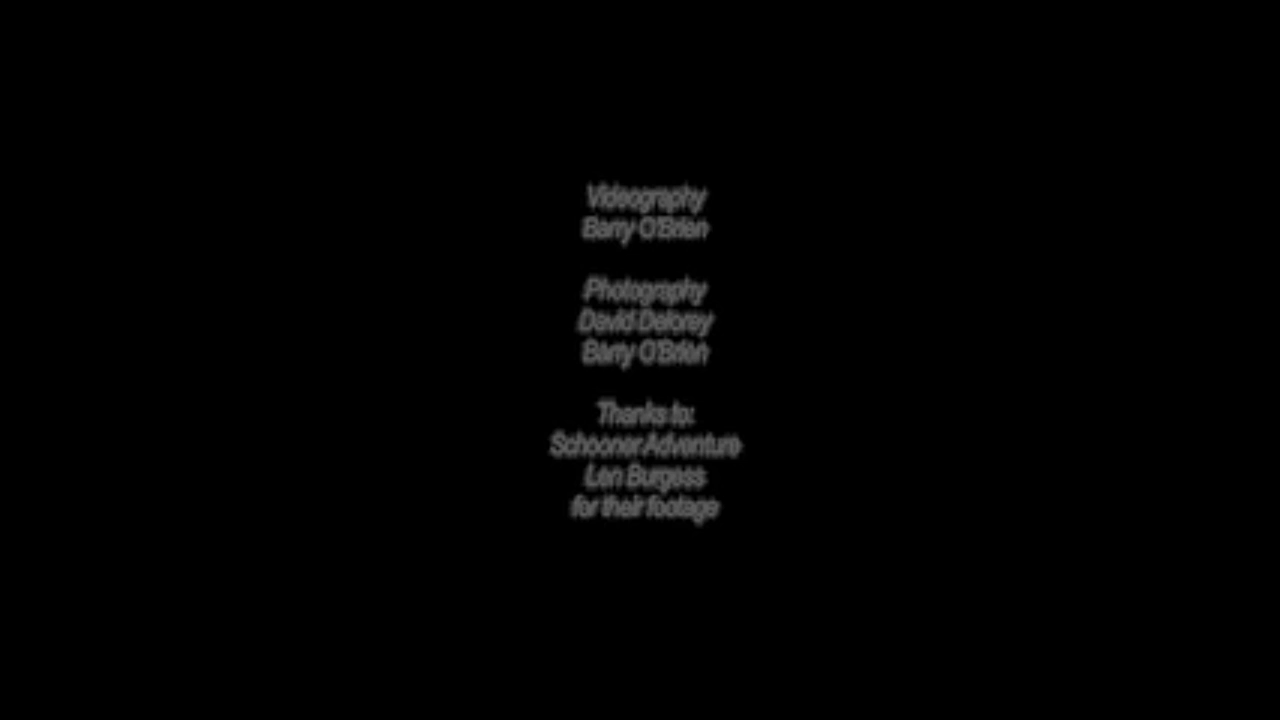 Videography
Barry O'Brien
Photography
David Delorey
Barry O'Brien
Thanks to:
Schooner Adventure
Len Burgess
for their footage